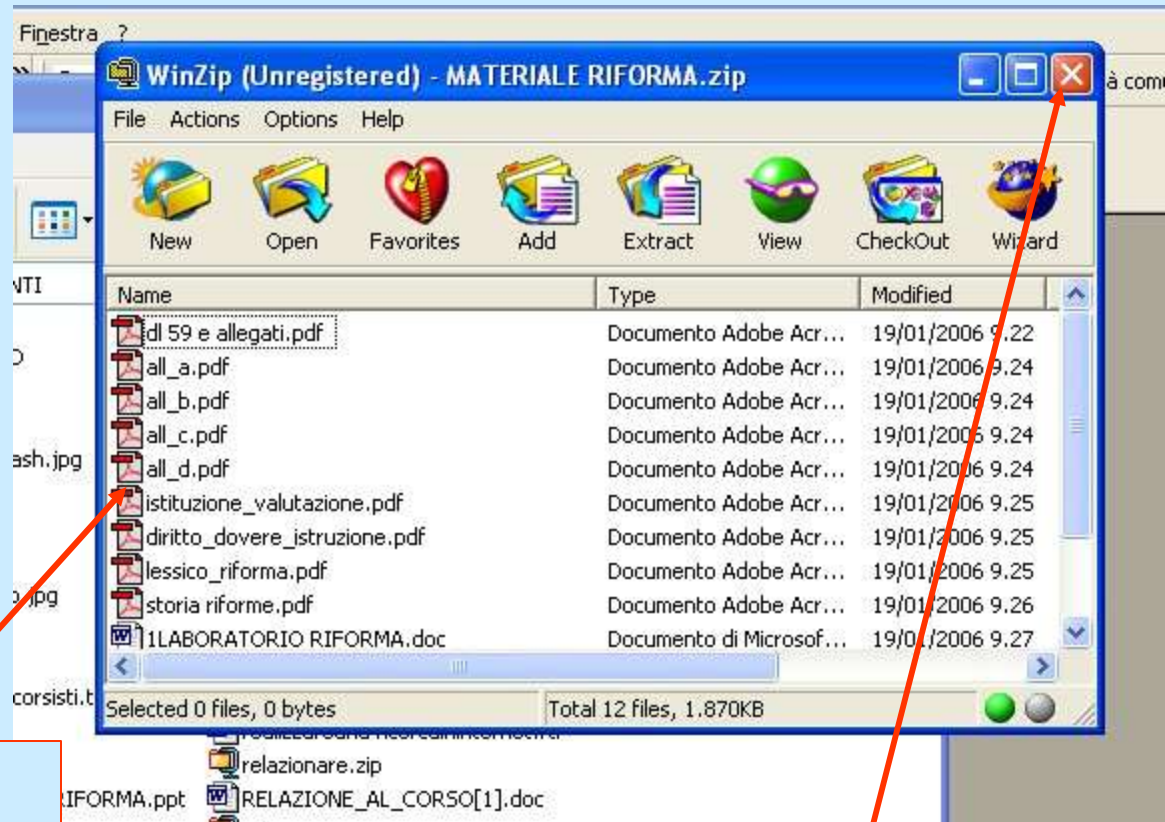 Finestra ?
»
WinZip (Unregistered) - MATERIALE RIFORMA.zip
à com
File Actions Options Help
New Open Favorites Add Extract View CheckOut Wizard
NTI
Name Type Modified
dl 59 e allegati.pdf Documento Adobe Acr... 19/01/2006 9.22
all_a.pdf Documento Adobe Acr... 19/01/2006 9.24
all_b.pdf Documento Adobe Acr... 19/01/2006 9.24
all_c.pdf Documento Adobe Acr... 19/01/2006 9.24
ash.jpg
all_d.pdf Documento Adobe Acr... 19/01/2006 9.24
istituzione_valutazione.pdf Documento Adobe Acr... 19/01/2006 9.25
diritto_dovere_istruzione.pdf Documento Adobe Acr... 19/01/2006 9.25
lessico_riforma.pdf Documento Adobe Acr... 19/01/2006 9.25
.jpg
storia riforme.pdf Documento Adobe Acr... 19/01/2006 9.26
1LABORATORIO RIFORMA.doc Documento di Microsof... 19/01/2006 9.27
corsisti.t
Selected 0 files, 0 bytes Total 12 files, 1.870KB
relazionare.zip
IFORMA.ppt RELAZIONE_AL_CORSO[1].doc